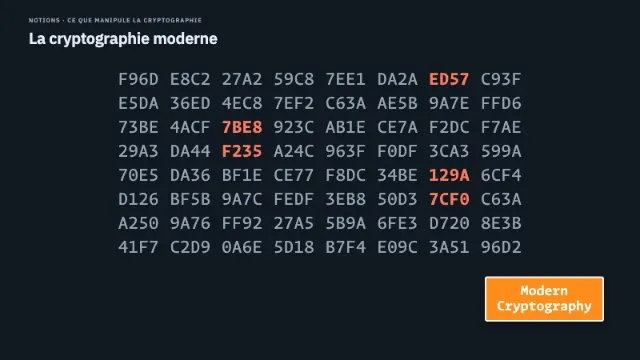 NOTIONS · CE QUE MANIPULE LA CRYPTOGRAPHIE
La cryptographie moderne
F96D E8C2 27A2 59C8 7EE1 DA2A ED57 C93F
E5DA 36ED 4EC8 7EF2 C63A AE5B 9A7E FFD6
73BE 4ACF 7BE8 923C AB1E CE7A F2DC F7AE
29A3 DA44 F235 A24C 963F F0DF 3CA3 599A
70E5 DA36 BF1E CE77 F8DC 34BE 129A 6CF4
D126 BF5B 9A7C FEDF 3EB8 50D3 7CF0 C63A
A250 9A76 FF92 27A5 5B9A 6FE3 D720 8E3B
41F7 C2D9 0A6E 5D18 B7F4 E09C 3A51 96D2
Modern
Cryptography